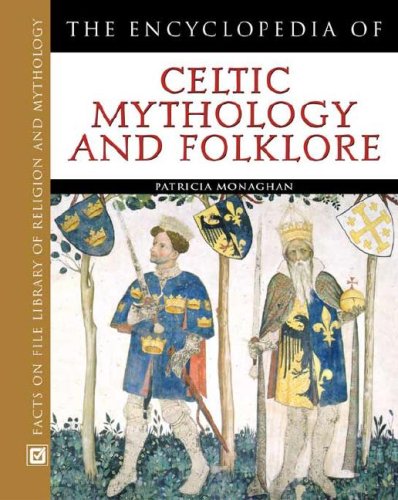 THE ENCYCLOPEDIA OF
CELTIC
MYTHOLOGY
AND FOLKLORE
PATRICIA MONAGHAN
FACTS ON FILE LIBRARY OF RELIGION AND MYTHOLOGY